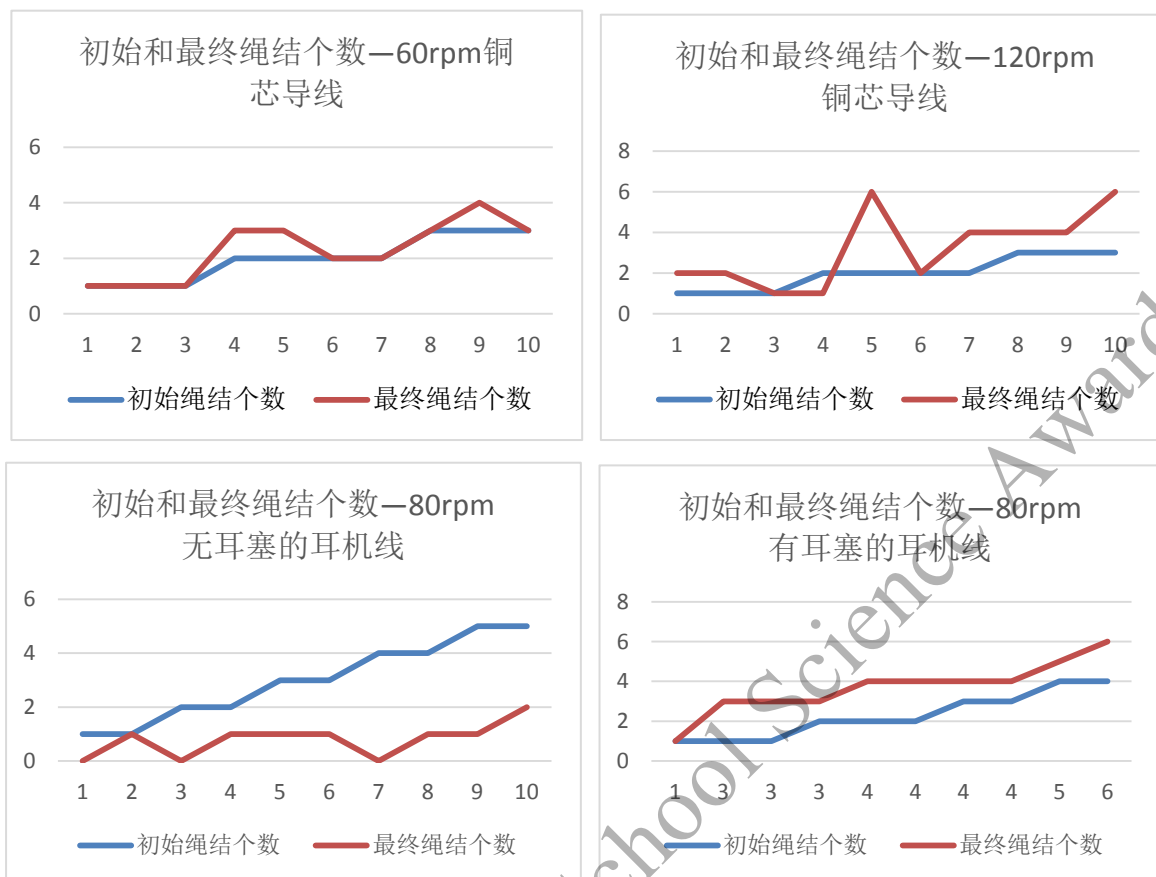 初始和最终绳结个数—60rpm铜
芯导线
6
4
2
0
1 2 3 4 5 6 7 8 9 10
初始绳结个数 最终绳结个数
初始和最终绳结个数—120rpm
铜芯导线
8
6
4
2
0
1 2 3 4 5 6 7 8 9 10
初始绳结个数 最终绳结个数
初始和最终绳结个数—80rpm
无耳塞的耳机线
6
4
2
0
1 2 3 4 5 6 7 8 9 10
初始绳结个数 最终绳结个数
初始和最终绳结个数—80rpm
有耳塞的耳机线
8
6
4
2
0
1 3 3 3 4 4 4 4 5 6
初始绳结个数 最终绳结个数
School Science Award